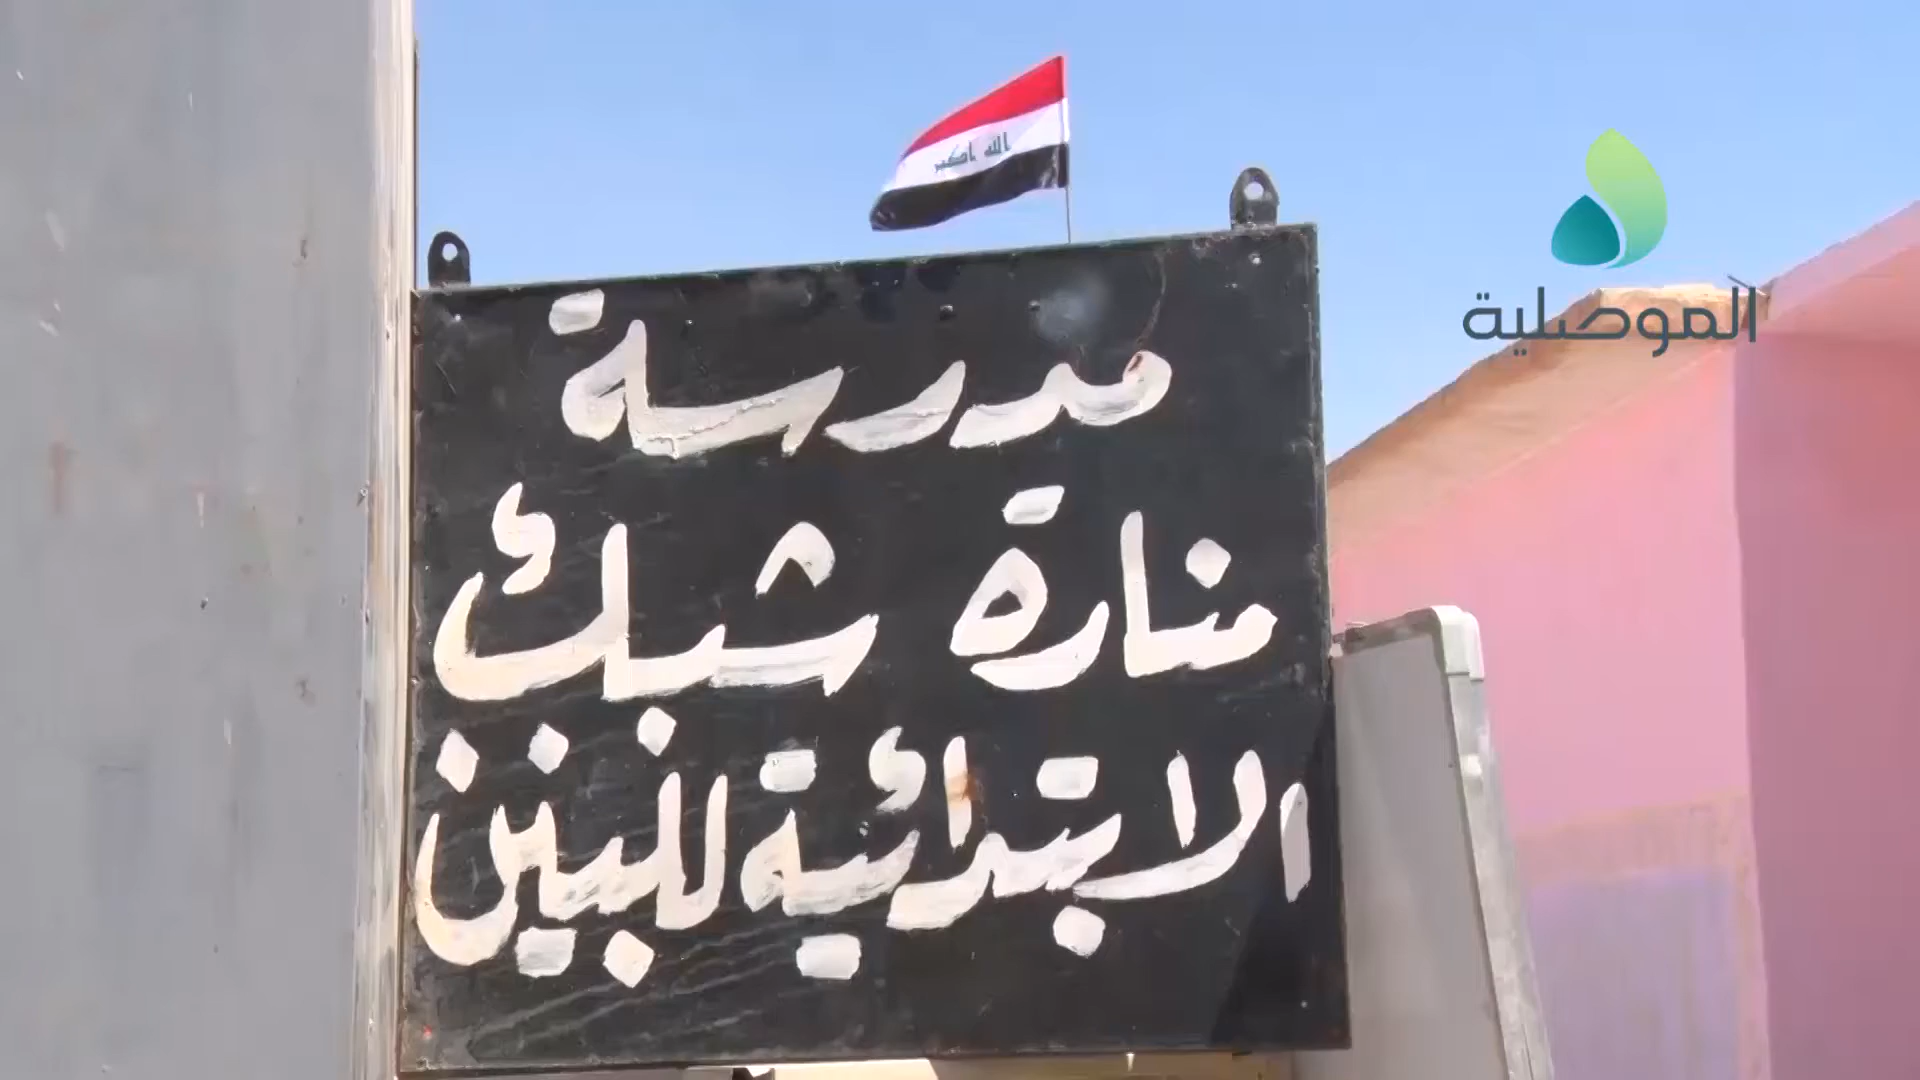 الله اكبر
الموصلية
مدرسة
منارة شبك
الابتدائية للبنين